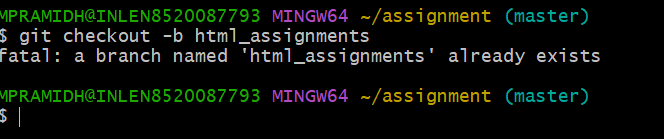 MPRAMIDH@INLEN8520087793 MINGW64 ~/assignment (master)
$ git checkout -b html_assignments
fatal: a branch named 'html_assignments' already exists
MPRAMIDH@INLEN8520087793 MINGW64 ~/assignment (master)
$